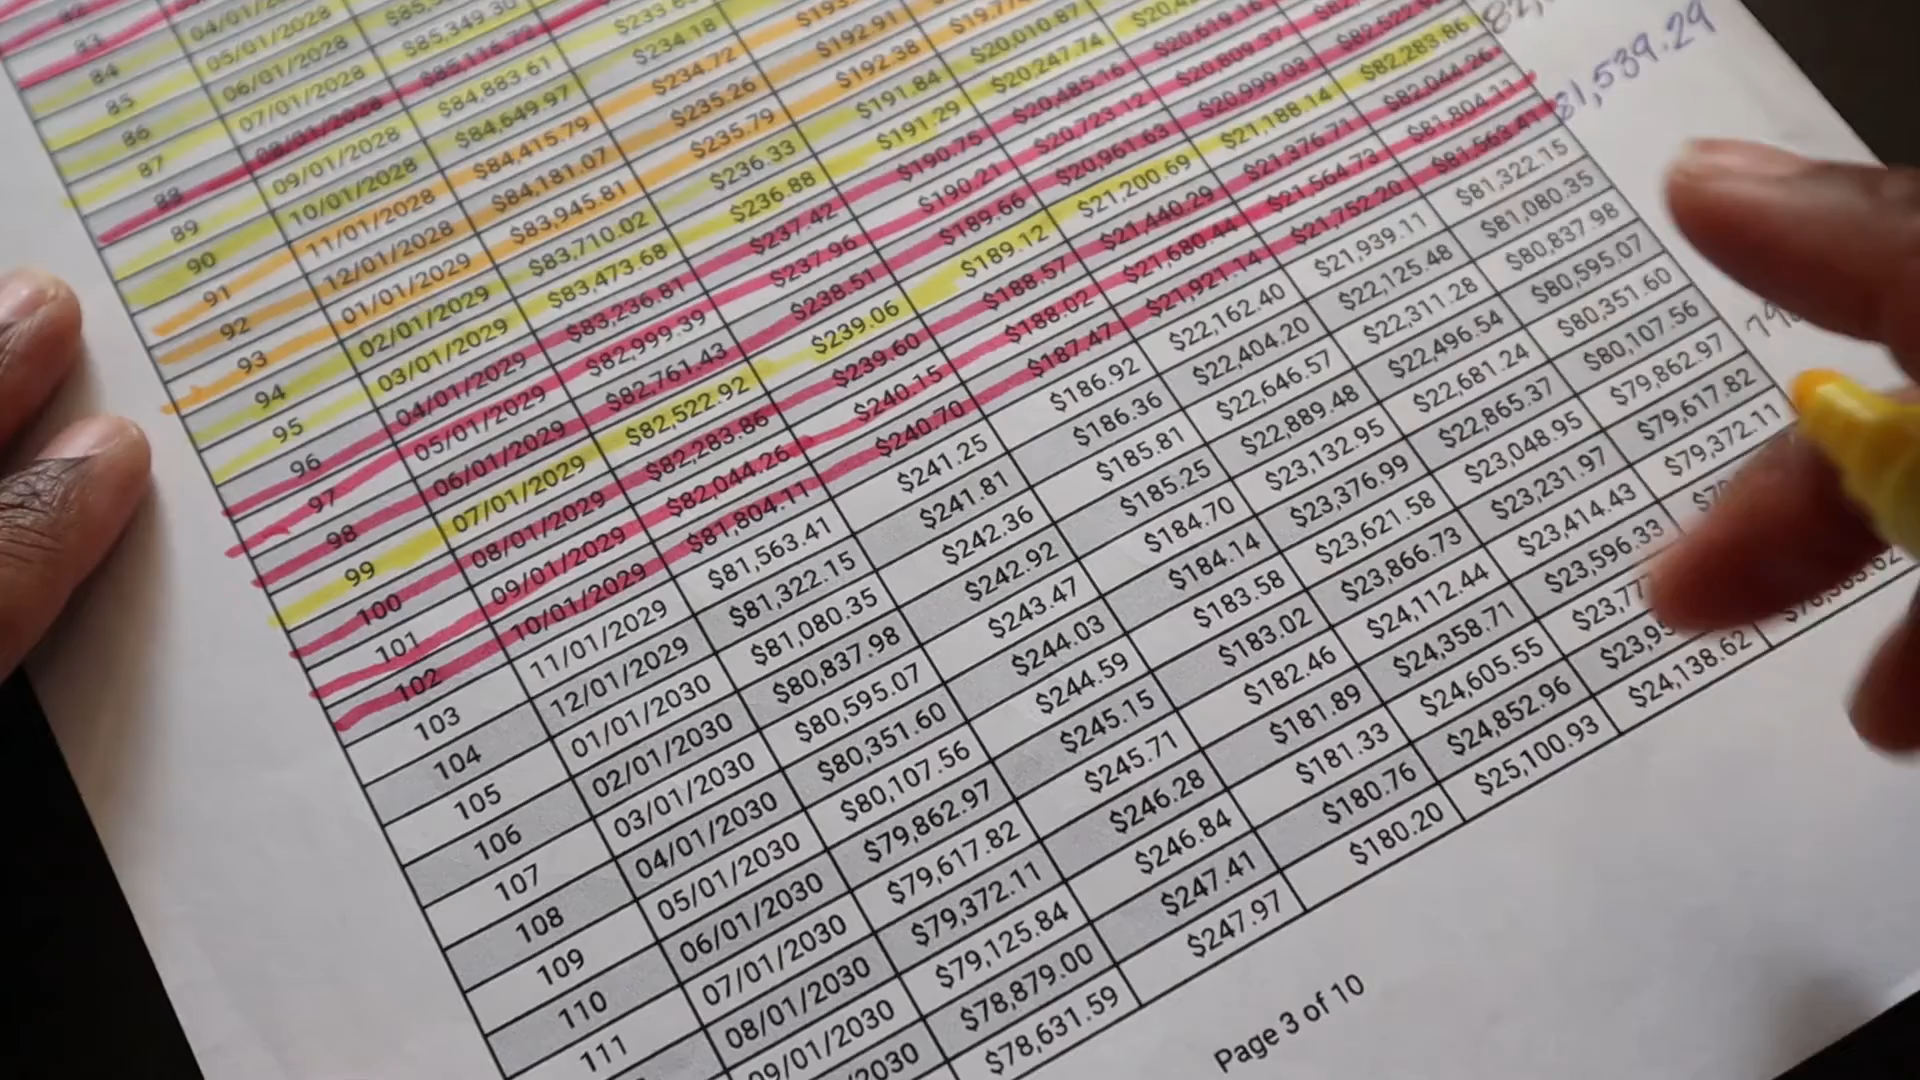 83
84 04/01/2028
85 05/01/2028
86 06/01/2028
87 07/01/2028 $85,349.30
88 08/01/2028 $85,116.72
89 09/01/2028 $84,883.61
90 10/01/2028 $84,649.97 $234.18
91 11/01/2028 $84,415.79 $234.72
92 12/01/2028 $84,181.07 $235.26 $192.91
93 01/01/2029 $83,945.81 $235.79 $192.38
94 02/01/2029 $83,710.02 $236.33 $191.84 $20,010.87
95 03/01/2029 $83,473.68 $236.88 $191.29 $20,247.74
96 04/01/2029 $83,236.81 $237.42 $190.75 $20,485.16 $20,619.16
97 05/01/2029 $82,999.39 $237.96 $190.21 $20,723.12 $20,809.37
98 06/01/2029 $82,761.43 $238.51 $189.66 $20,961.63 $20,999.03 $82,522.92
99 07/01/2029 $82,522.92 $239.06 $189.12 $21,200.69 $21,188.14 $82,283.86
100 08/01/2029 $82,283.86 $239.60 $188.57 $21,440.29 $21,376.71 $82,044.26
101 09/01/2029 $82,044.26 $240.15 $188.02 $21,680.44 $21,564.73 $81,804.11
102 10/01/2029 $81,804.11 $240.70 $187.47 $21,921.14 $21,752.20 $81,563.41 81,539.29
103 11/01/2029 $81,563.41 $241.25 $186.92 $22,162.40 $21,939.11 $81,322.15
104 12/01/2029 $81,322.15 $241.81 $186.36 $22,404.20 $22,125.48 $81,080.35
105 01/01/2030 $81,080.35 $242.36 $185.81 $22,646.57 $22,311.28 $80,837.98
106 02/01/2030 $80,837.98 $242.92 $185.25 $22,889.48 $22,496.54 $80,595.07
107 03/01/2030 $80,595.07 $243.47 $184.70 $23,132.95 $22,681.24 $80,351.60
108 04/01/2030 $80,351.60 $244.03 $184.14 $23,376.99 $22,865.37 $80,107.56
109 05/01/2030 $80,107.56 $244.59 $183.58 $23,621.58 $23,048.95 $79,862.97
110 06/01/2030 $79,862.97 $245.15 $183.02 $23,866.73 $23,231.97 $79,617.82
111 07/01/2030 $79,617.82 $245.71 $182.46 $24,112.44 $23,414.43 $79,372.11
08/01/2030 $79,372.11 $246.28 $181.89 $24,358.71 $23,596.33
09/01/2030 $79,125.84 $246.84 $181.33 $24,605.55
$78,879.00 $247.41 $180.76 $24,852.96
$78,631.59 $247.97 $180.20 $25,100.93 $24,138.62
Page 3 of 10